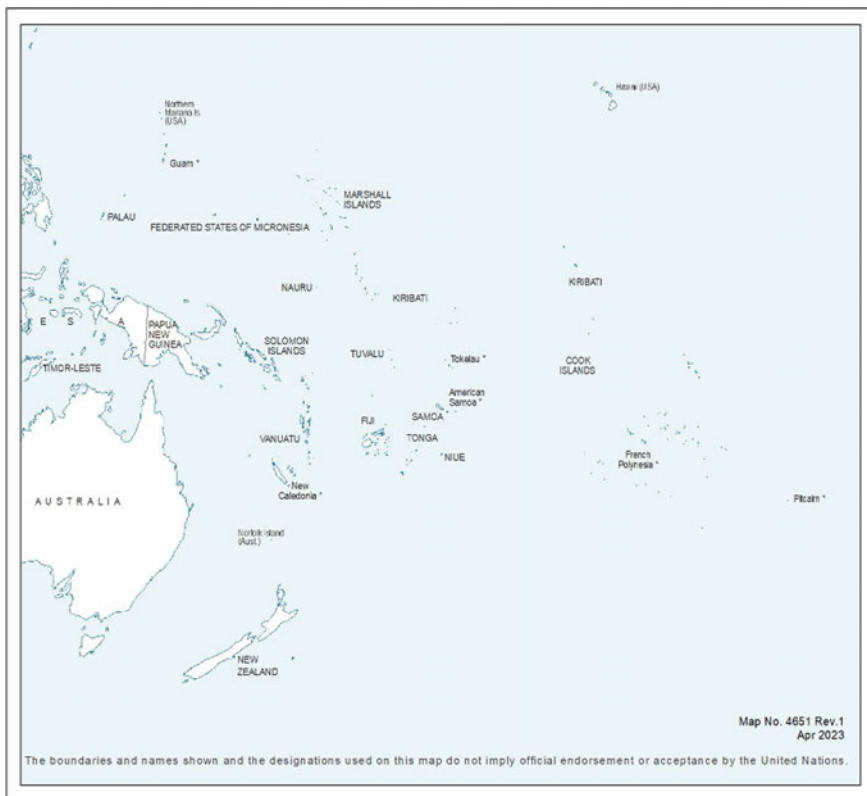 Hawaii (USA)
Northern
Mariana Is.
(USA)
Guam *
MARSHALL
ISLANDS
PALAU
FEDERATED STATES OF MICRONESIA
NAURU
KIRIBATI
KIRIBATI
E S I A
PAPUA
NEW
GUINEA
SOLOMON
ISLANDS
TUVALU
Tokelau *
COOK
ISLANDS
TIMOR-LESTE
American
Samoa *
SAMOA
FIJI
VANUATU
TONGA
NIUE
French
Polynesia *
New
Caledonia *
Pitcairn *
AUSTRALIA
Norfolk Island
(Aust.)
NEW
ZEALAND
Map No. 4651 Rev.1
Apr 2023
The boundaries and names shown and the designations used on this map do not imply official endorsement or acceptance by the United Nations.